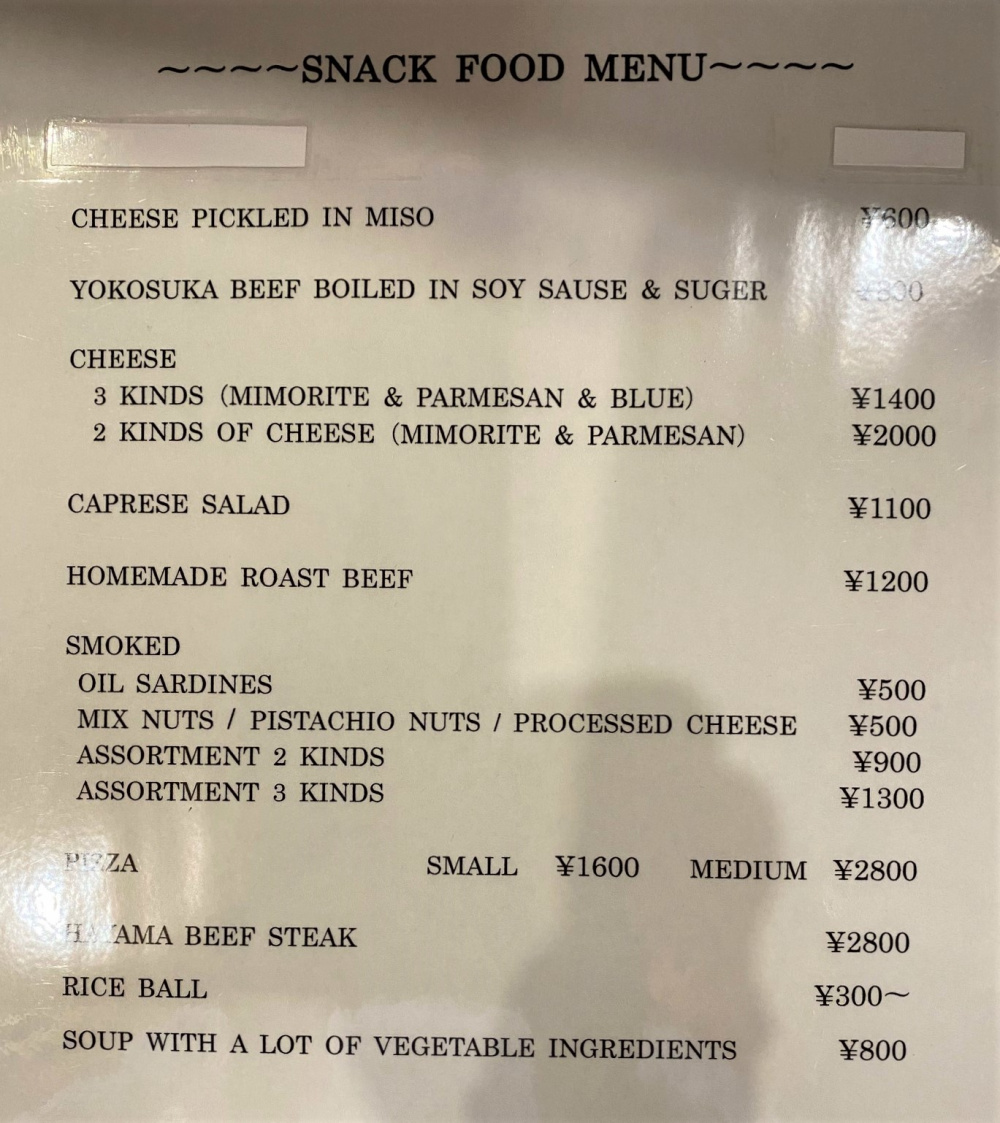 ~~~~SNACK FOOD MENU~~~~
CHEESE PICKLED IN MISO ¥600
YOKOSUKA BEEF BOILED IN SOY SAUSE & SUGER
CHEESE
3 KINDS (MIMORITE & PARMESAN & BLUE) ¥1400
2 KINDS OF CHEESE (MIMORITE & PARMESAN) ¥2000
CAPRESE SALAD ¥1100
HOMEMADE ROAST BEEF ¥1200
SMOKED
OIL SARDINES ¥500
MIX NUTS / PISTACHIO NUTS / PROCESSED CHEESE ¥500
ASSORTMENT 2 KINDS ¥900
ASSORTMENT 3 KINDS ¥1300
PIZZA SMALL ¥1600 MEDIUM ¥2800
HAYAMA BEEF STEAK ¥2800
RICE BALL ¥300~
SOUP WITH A LOT OF VEGETABLE INGREDIENTS ¥800